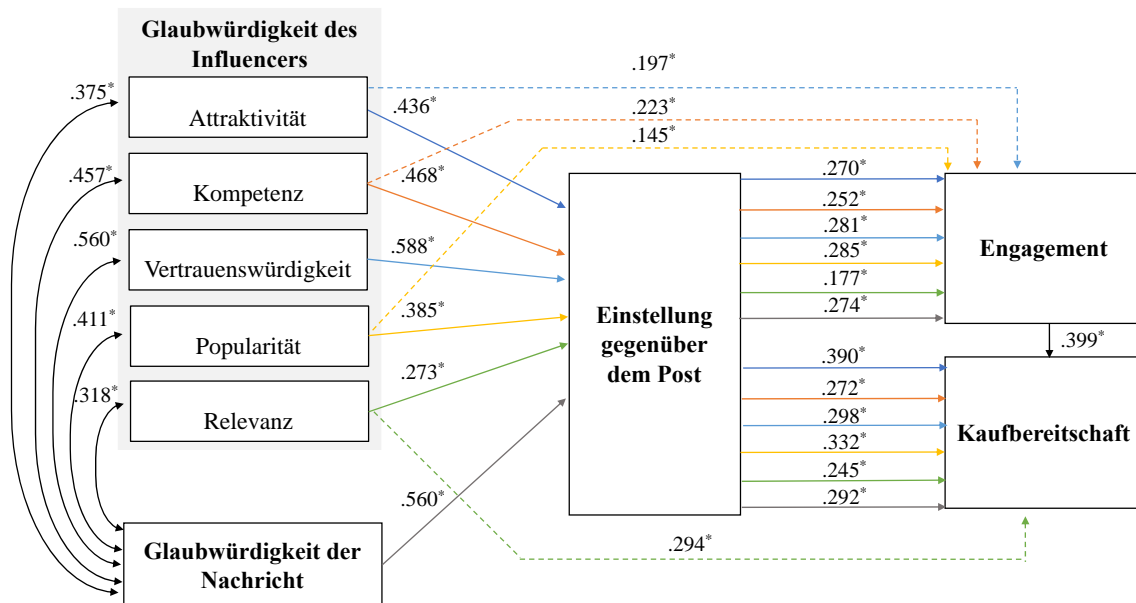 Glaubwürdigkeit des
Influencers
.375*
Attraktivität
.436*
.197*
.223*
.145*
.457*
Kompetenz
.468*
.560*
Vertrauenswürdigkeit
.588*
.411*
Popularität
.385*
.318*
Relevanz
.273*
Glaubwürdigkeit der
Nachricht
.560*
Einstellung
gegenüber
dem Post
.270*
.252*
.281*
.285*
.177*
.274*
Engagement
.399*
.390*
.272*
.298*
.332*
.245*
.292*
Kaufbereitschaft
.294*